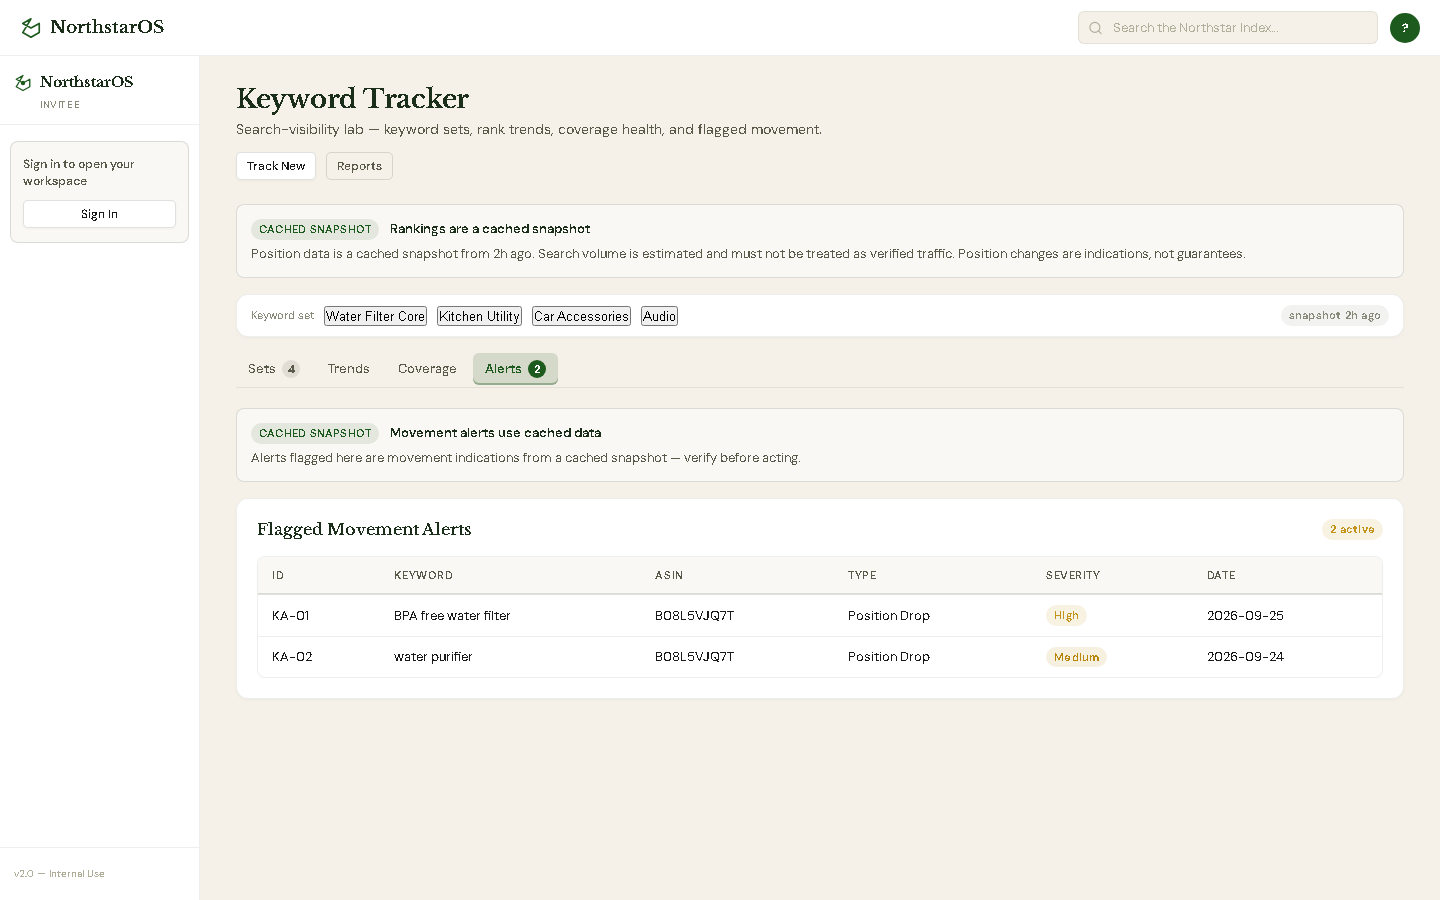 NorthstarOS
Search the Northstar Index...
?
NorthstarOS
INVITEE
Sign in to open your
workspace
Sign In
v2.0 — Internal Use
Keyword Tracker
Search-visibility lab — keyword sets, rank trends, coverage health, and flagged movement.
Track New
Reports
CACHED SNAPSHOT Rankings are a cached snapshot
Position data is a cached snapshot from 2h ago. Search volume is estimated and must not be treated as verified traffic. Position changes are indications, not guarantees.
Keyword set Water Filter Core Kitchen Utility Car Accessories Audio snapshot 2h ago
Sets 4 Trends Coverage Alerts 2
CACHED SNAPSHOT Movement alerts use cached data
Alerts flagged here are movement indications from a cached snapshot — verify before acting.
Flagged Movement Alerts 2 active
ID KEYWORD ASIN TYPE SEVERITY DATE
KA-01 BPA free water filter B08L5VJQ7T Position Drop High 2026-09-25
KA-02 water purifier B08L5VJQ7T Position Drop Medium 2026-09-24